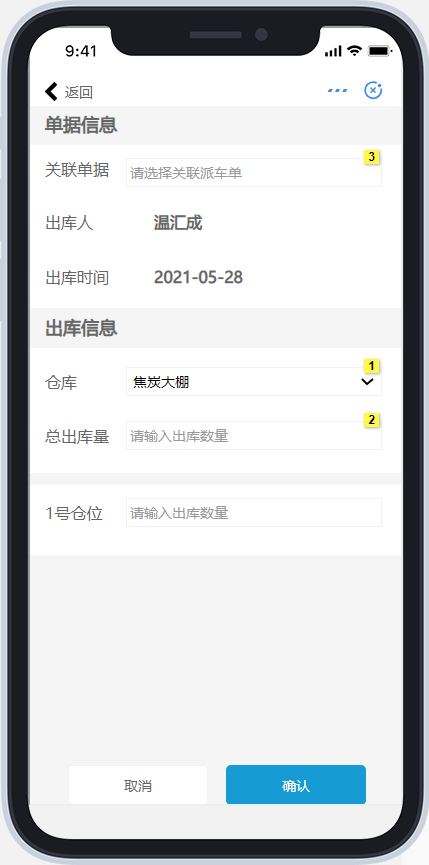 9:41
返回
单据信息
关联单据 请选择关联派车单 3
出库人 温汇成
出库时间 2021-05-28
出库信息
仓库 焦炭大棚 1
总出库量 请输入出库数量 2
1号仓位 请输入出库数量
取消 确认